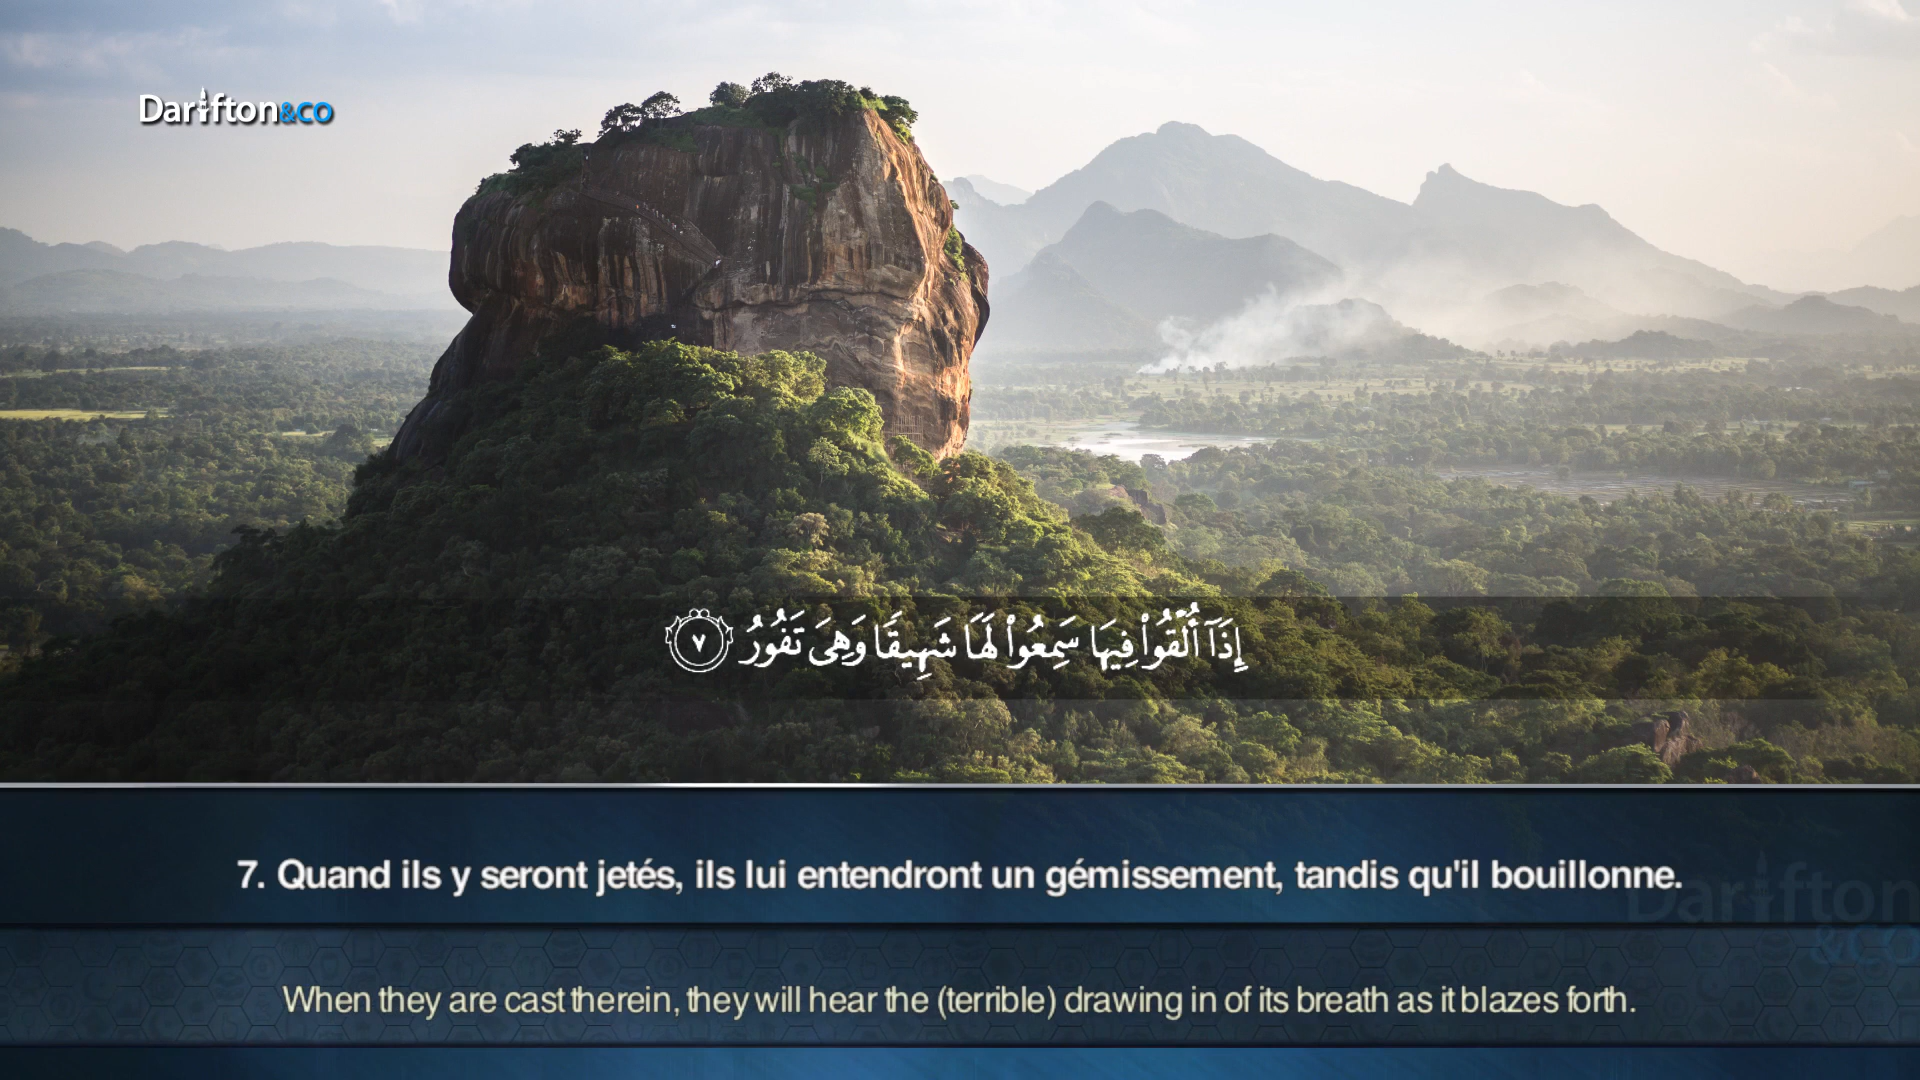 Darifton&co
إِذَآ أُلْقُوا۟ فِيهَا سَمِعُوا۟ لَهَا شَهِيقًا وَهِىَ تَفُورُ ٧
7. Quand ils y seront jetés, ils lui entendront un gémissement, tandis qu'il bouillonne.
Darifton
&co
When they are cast therein, they will hear the (terrible) drawing in of its breath as it blazes forth.